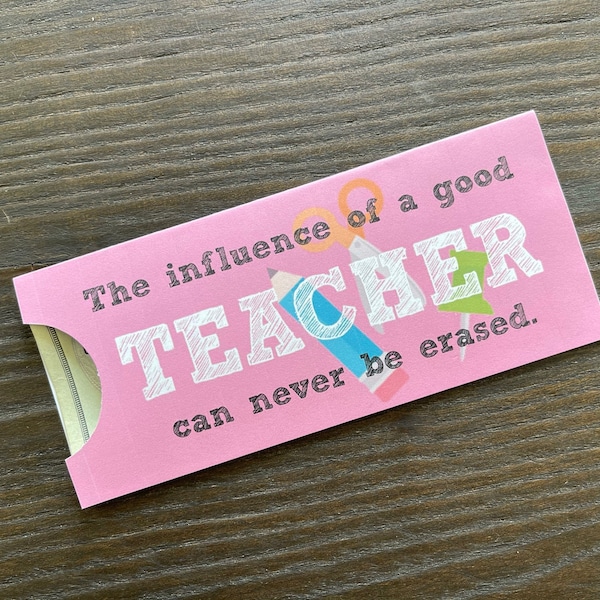 The influence of a good
TEACHER
can never be erased.